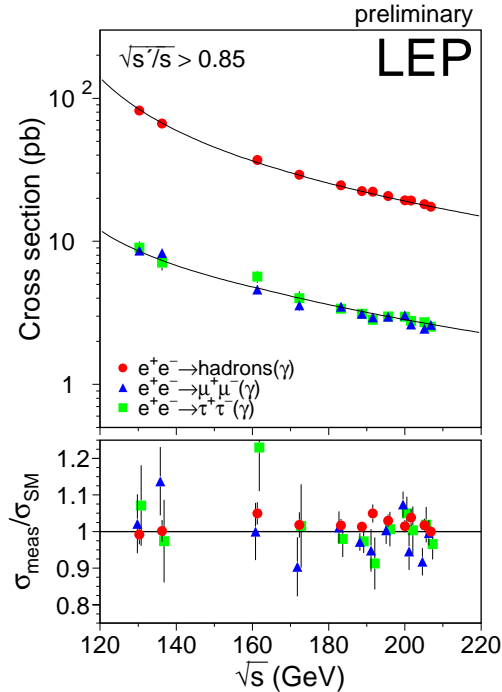 preliminary
√s´/s > 0.85
LEP
Cross section (pb)
10²
10
1
e⁺e⁻→hadrons(γ)
e⁺e⁻→μ⁺μ⁻(γ)
e⁺e⁻→τ⁺τ⁻(γ)
σmeas/σSM
1.2
1.1
1
0.9
0.8
120 140 160 180 200 220
√s (GeV)